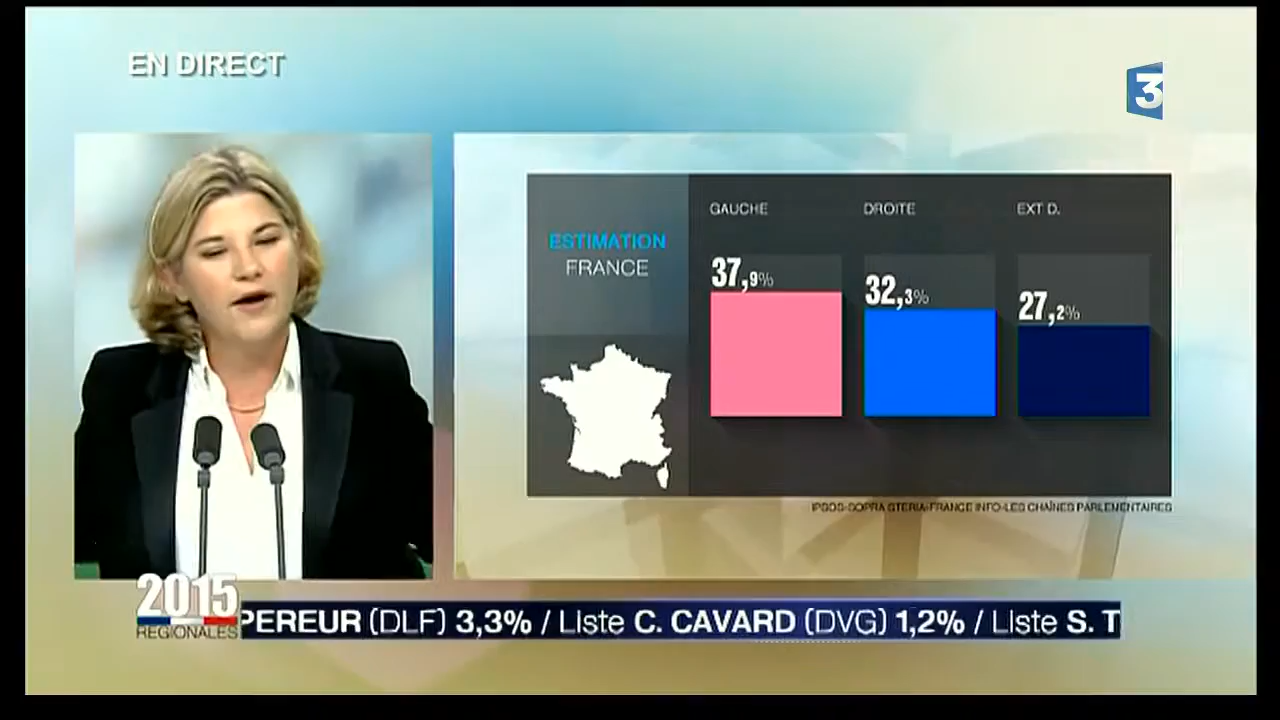 EN DIRECT
3
ESTIMATION
FRANCE
GAUCHE
37,9%
DROITE
32,3%
EXT D.
27,2%
IPSOS-SOPRA STERIA-FRANCE INFO-LES CHAÎNES PARLEMENTAIRES
2015
REGIONALES
PEREUR (DLF) 3,3% / Liste C. CAVARD (DVG) 1,2% / Liste S. T